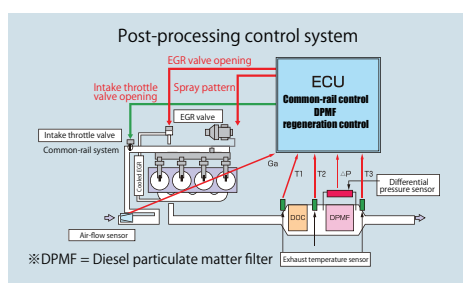 Post-processing control system
EGR valve opening
Intake throttle
valve opening
Spray pattern
ECU
Common-rail control
DPMF
regeneration control
EGR valve
Intake throttle valve
Common-rail system
Cooled EGR
Ga
T1
T2
△P
T3
Differential
pressure sensor
DOC
DPMF
Air-flow sensor
Exhaust temperature sensor
※DPMF = Diesel particulate matter filter